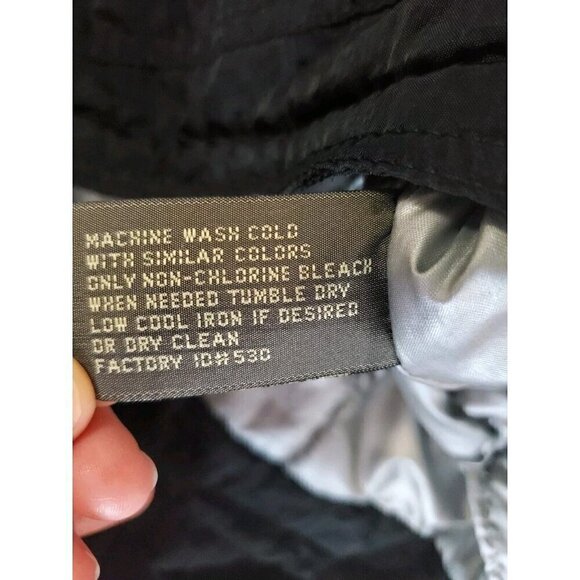 MACHINE WASH COLD
WITH SIMILAR COLORS
ONLY NON-CHLORINE BLEACH
WHEN NEEDED TUMBLE DRY
LOW COOL IRON IF DESIRED
OR DRY CLEAN
FACTORY ID#530